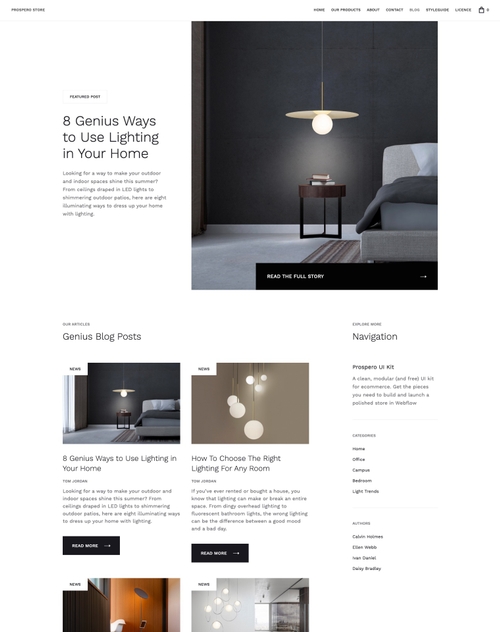 PROSPERO STORE
HOME OUR PRODUCTS ABOUT CONTACT BLOG STYLEGUIDE LICENCE 0
FEATURED POST
8 Genius Ways
to Use Lighting
in Your Home
Looking for a way to make your outdoor
and indoor spaces shine this summer?
From ceilings draped in LED lights to
shimmering outdoor patios, here are eight
illuminating ways to dress up your home
with lighting.
READ THE FULL STORY →
OUR ARTICLES
Genius Blog Posts
NEWS
8 Genius Ways to Use Lighting in
Your Home
TOM JORDAN
Looking for a way to make your outdoor and
indoor spaces shine this summer? From
ceilings draped in LED lights to shimmering
outdoor patios, here are eight illuminating ways
to dress up your home with lighting.
READ MORE →
NEWS
How To Choose The Right
Lighting For Any Room
TOM JORDAN
If you've ever rented or bought a house, you
know that lighting can make or break an entire
space. From dingy overhead lighting to
fluorescent bathroom lights, the wrong lighting
can be the difference between a good mood
and a bad day.
READ MORE →
NEWS
NEWS
EXPLORE MORE
Navigation
Prospero UI Kit
A clean, modular (and free) UI kit
for ecommerce. Get the pieces
you need to build and launch a
polished store in Webflow
CATEGORIES
Home
Office
Campus
Bedroom
Light Trends
AUTHORS
Calvin Holmes
Ellen Webb
Ivan Daniel
Daisy Bradley